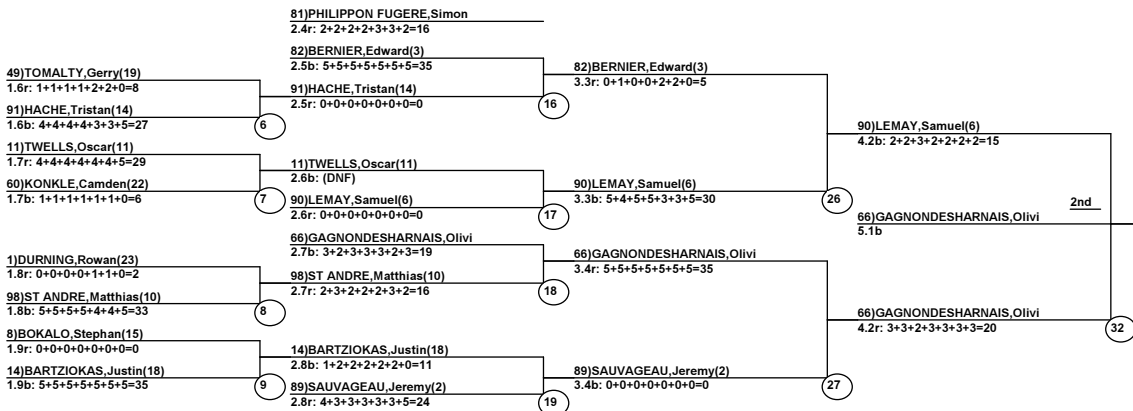 81)PHILIPPON FUGERE,Simon
2.4r: 2+2+2+2+3+3+2=16
82)BERNIER,Edward(3)
2.5b: 5+5+5+5+5+5+5=35
91)HACHE,Tristan(14)
2.5r: 0+0+0+0+0+0+0=0
16
49)TOMALTY,Gerry(19)
1.6r: 1+1+1+1+2+2+0=8
91)HACHE,Tristan(14)
1.6b: 4+4+4+4+3+3+5=27
6
11)TWELLS,Oscar(11)
1.7r: 4+4+4+4+4+4+5=29
60)KONKLE,Camden(22)
1.7b: 1+1+1+1+1+1+0=6
7
11)TWELLS,Oscar(11)
2.6b: (DNF)
90)LEMAY,Samuel(6)
2.6r: 0+0+0+0+0+0+0=0
17
82)BERNIER,Edward(3)
3.3r: 0+1+0+0+2+2+0=5
90)LEMAY,Samuel(6)
3.3b: 5+4+5+5+3+3+5=30
26
90)LEMAY,Samuel(6)
4.2b: 2+2+3+2+2+2+2=15
2nd
66)GAGNONDESHARNAIS,Olivi
5.1b
66)GAGNONDESHARNAIS,Olivi
2.7b: 3+2+3+3+3+2+3=19
98)ST ANDRE,Matthias(10)
2.7r: 2+3+2+2+2+3+2=16
18
1)DURNING,Rowan(23)
1.8r: 0+0+0+0+1+1+0=2
98)ST ANDRE,Matthias(10)
1.8b: 5+5+5+5+4+4+5=33
8
8)BOKALO,Stephan(15)
1.9r: 0+0+0+0+0+0+0=0
14)BARTZIOKAS,Justin(18)
1.9b: 5+5+5+5+5+5+5=35
9
14)BARTZIOKAS,Justin(18)
2.8b: 1+2+2+2+2+2+0=11
89)SAUVAGEAU,Jeremy(2)
2.8r: 4+3+3+3+3+3+5=24
19
66)GAGNONDESHARNAIS,Olivi
3.4r: 5+5+5+5+5+5+5=35
89)SAUVAGEAU,Jeremy(2)
3.4b: 0+0+0+0+0+0+0=0
27
66)GAGNONDESHARNAIS,Olivi
4.2r: 3+3+2+3+3+3+3=20
32